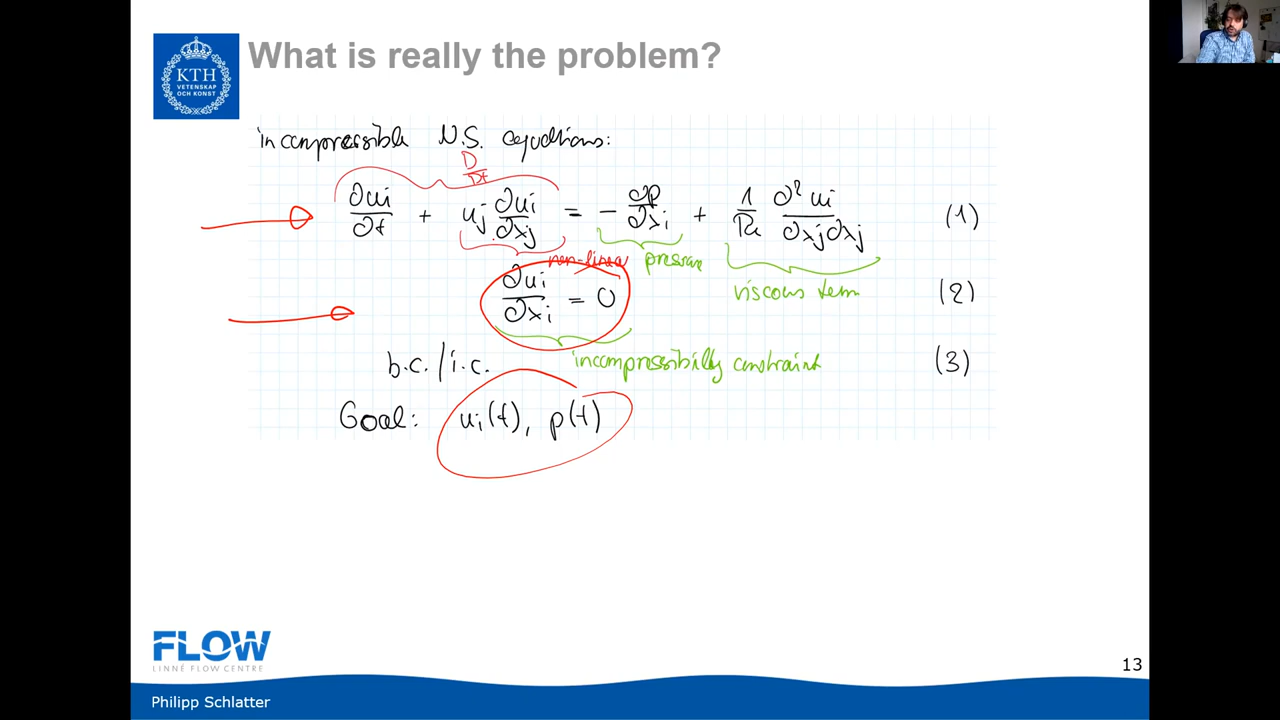 What is really the problem?
KTH
VETENSKAP
OCH KONST
incompressible N.S. equations:
D/Dt
∂ui/∂t + uj ∂ui/∂xj = - ∂p/∂xi + 1/Re ∂²ui/∂xj∂xj (1)
non-linear pressure
viscous term
∂ui/∂xi = 0 (2)
b.c./i.c. incompressibility constraint (3)
Goal: ui(t), p(t)
FLOW
LINNÉ FLOW CENTRE
13
Philipp Schlatter